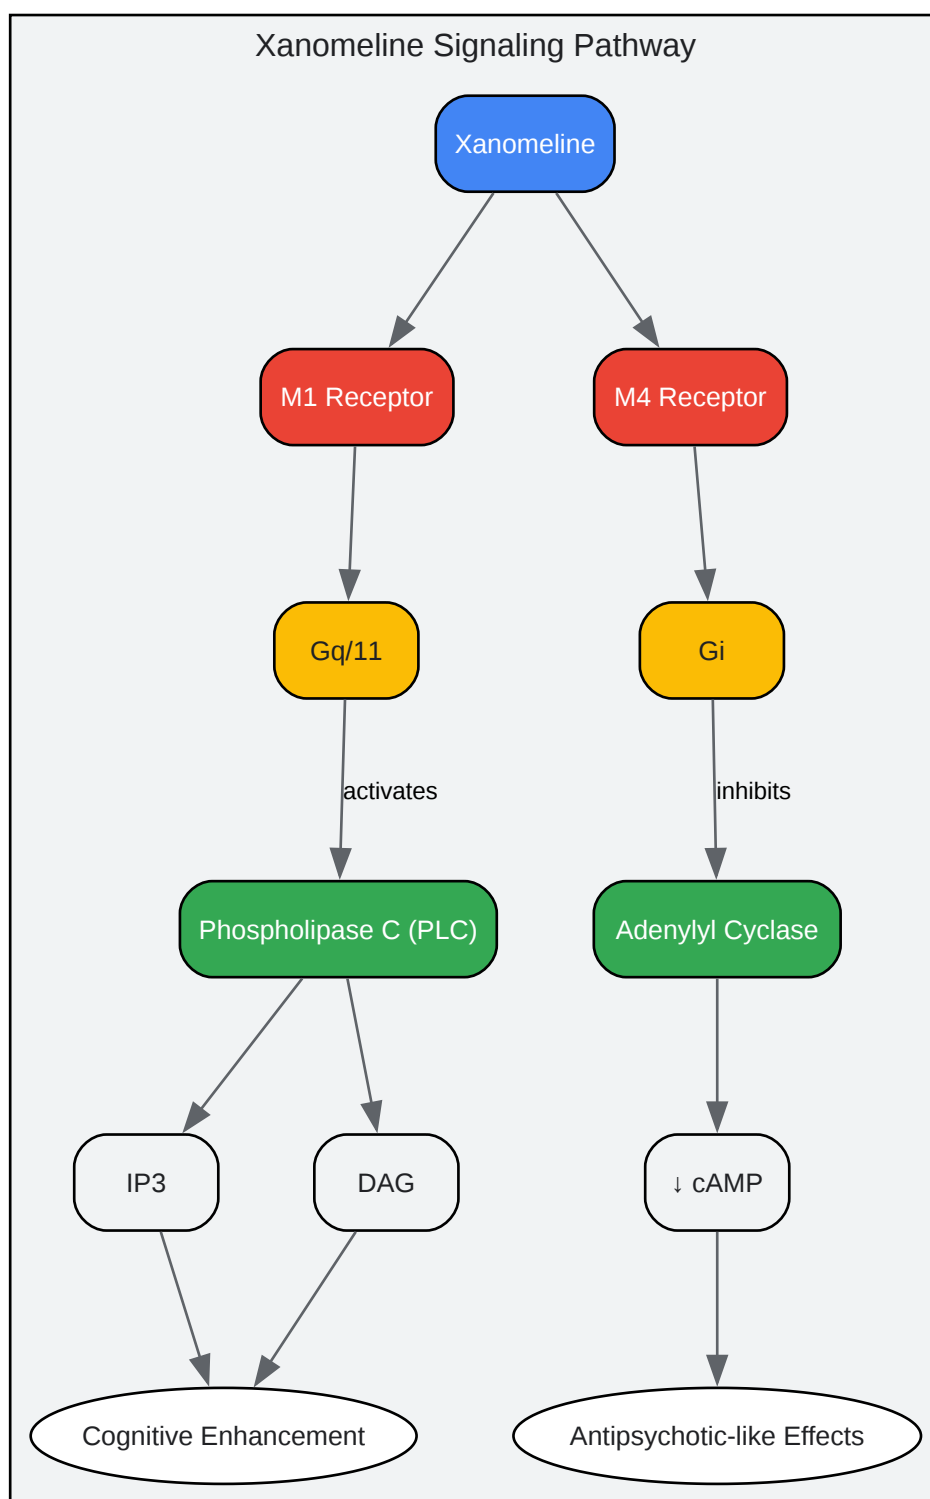 Xanomeline Signaling Pathway
Xanomeline
M1 Receptor
M4 Receptor
Gq/11
Gi
activates
inhibits
Phospholipase C (PLC)
Adenylyl Cyclase
IP3
DAG
↓ cAMP
Cognitive Enhancement
Antipsychotic-like Effects